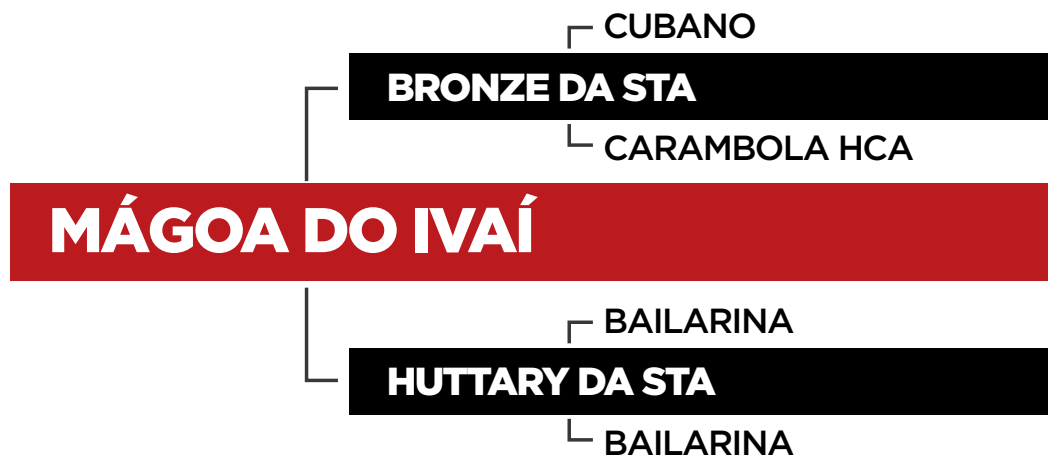 CUBANO
BRONZE DA STA
CARAMBOLA HCA
MÁGOA DO IVAÍ
BAILARINA
HUTTARY DA STA
BAILARINA